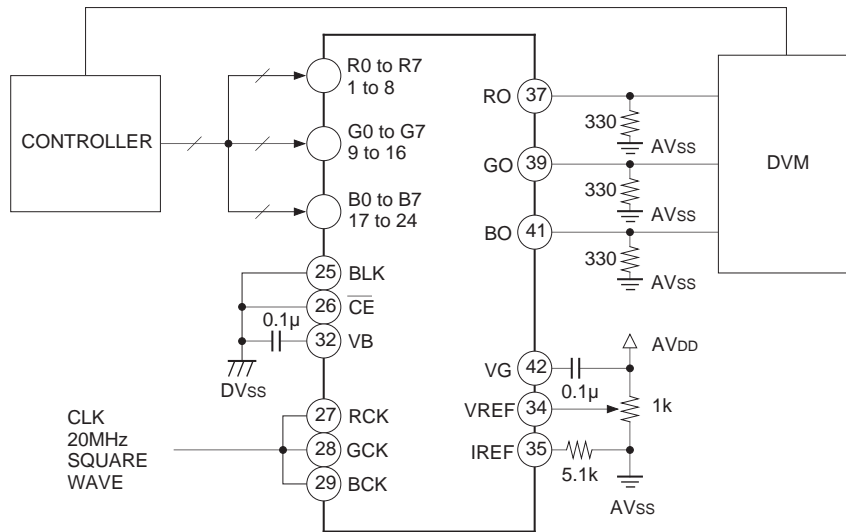 CONTROLLER
R0 to R7
1 to 8
G0 to G7
9 to 16
B0 to B7
17 to 24
25 BLK
26 CE
0.1µ
32 VB
DVSS
CLK
20MHz
SQUARE
WAVE
27 RCK
28 GCK
29 BCK
RO 37
330
AVSS
GO 39
330
AVSS
BO 41
330
AVSS
DVM
AVDD
VG 42
0.1µ
VREF 34
1k
IREF 35
5.1k
AVSS